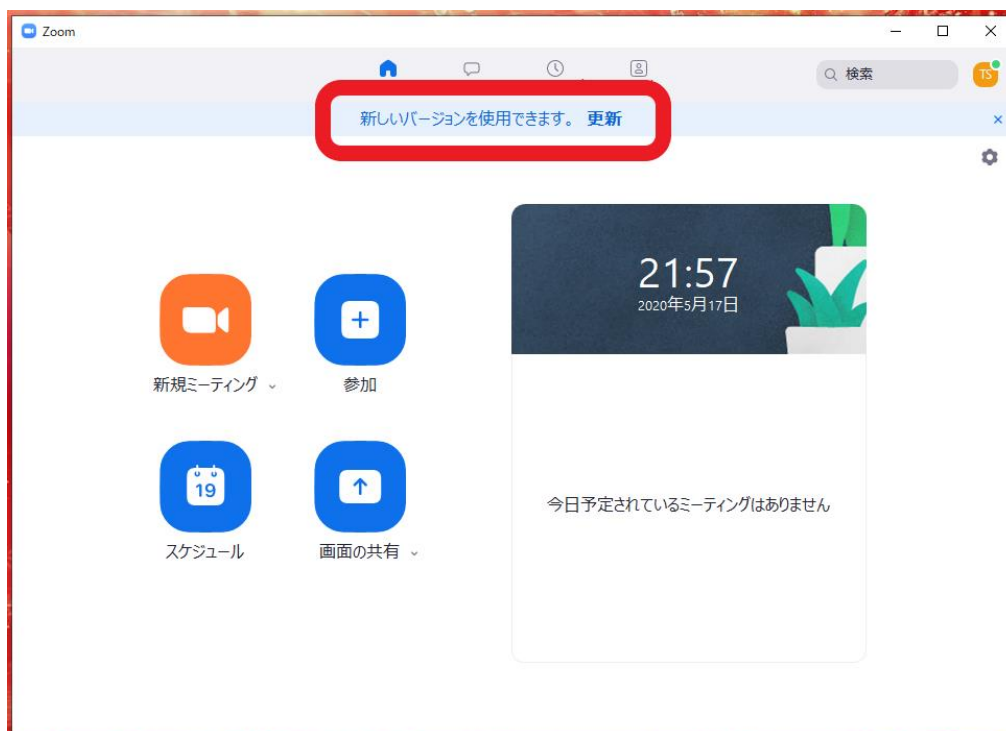 Zoom
検索
TS
新しいバージョンを使用できます。 更新
21:57
2020年5月17日
新規ミーティング
参加
19
スケジュール
画面の共有
今日予定されているミーティングはありません